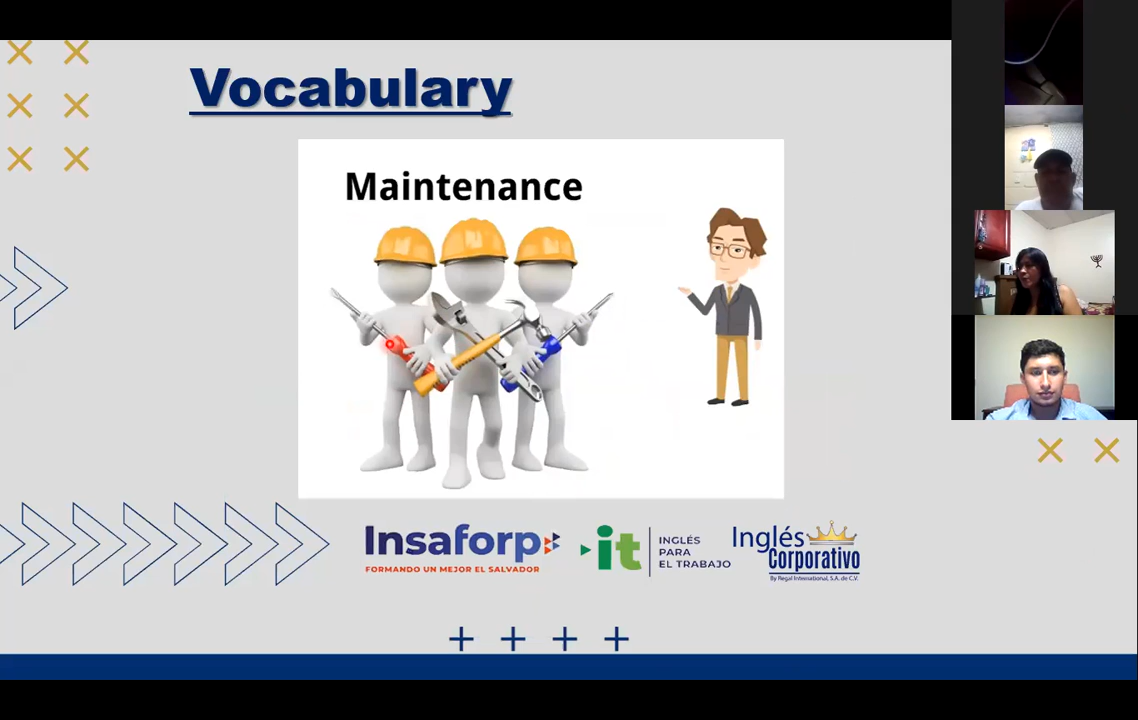 Vocabulary
Maintenance
Insaforp
FORMANDO UN MEJOR EL SALVADOR
it
INGLÉS
PARA
EL TRABAJO
Inglés
Corporativo
By Regal International, S.A. de C.V.